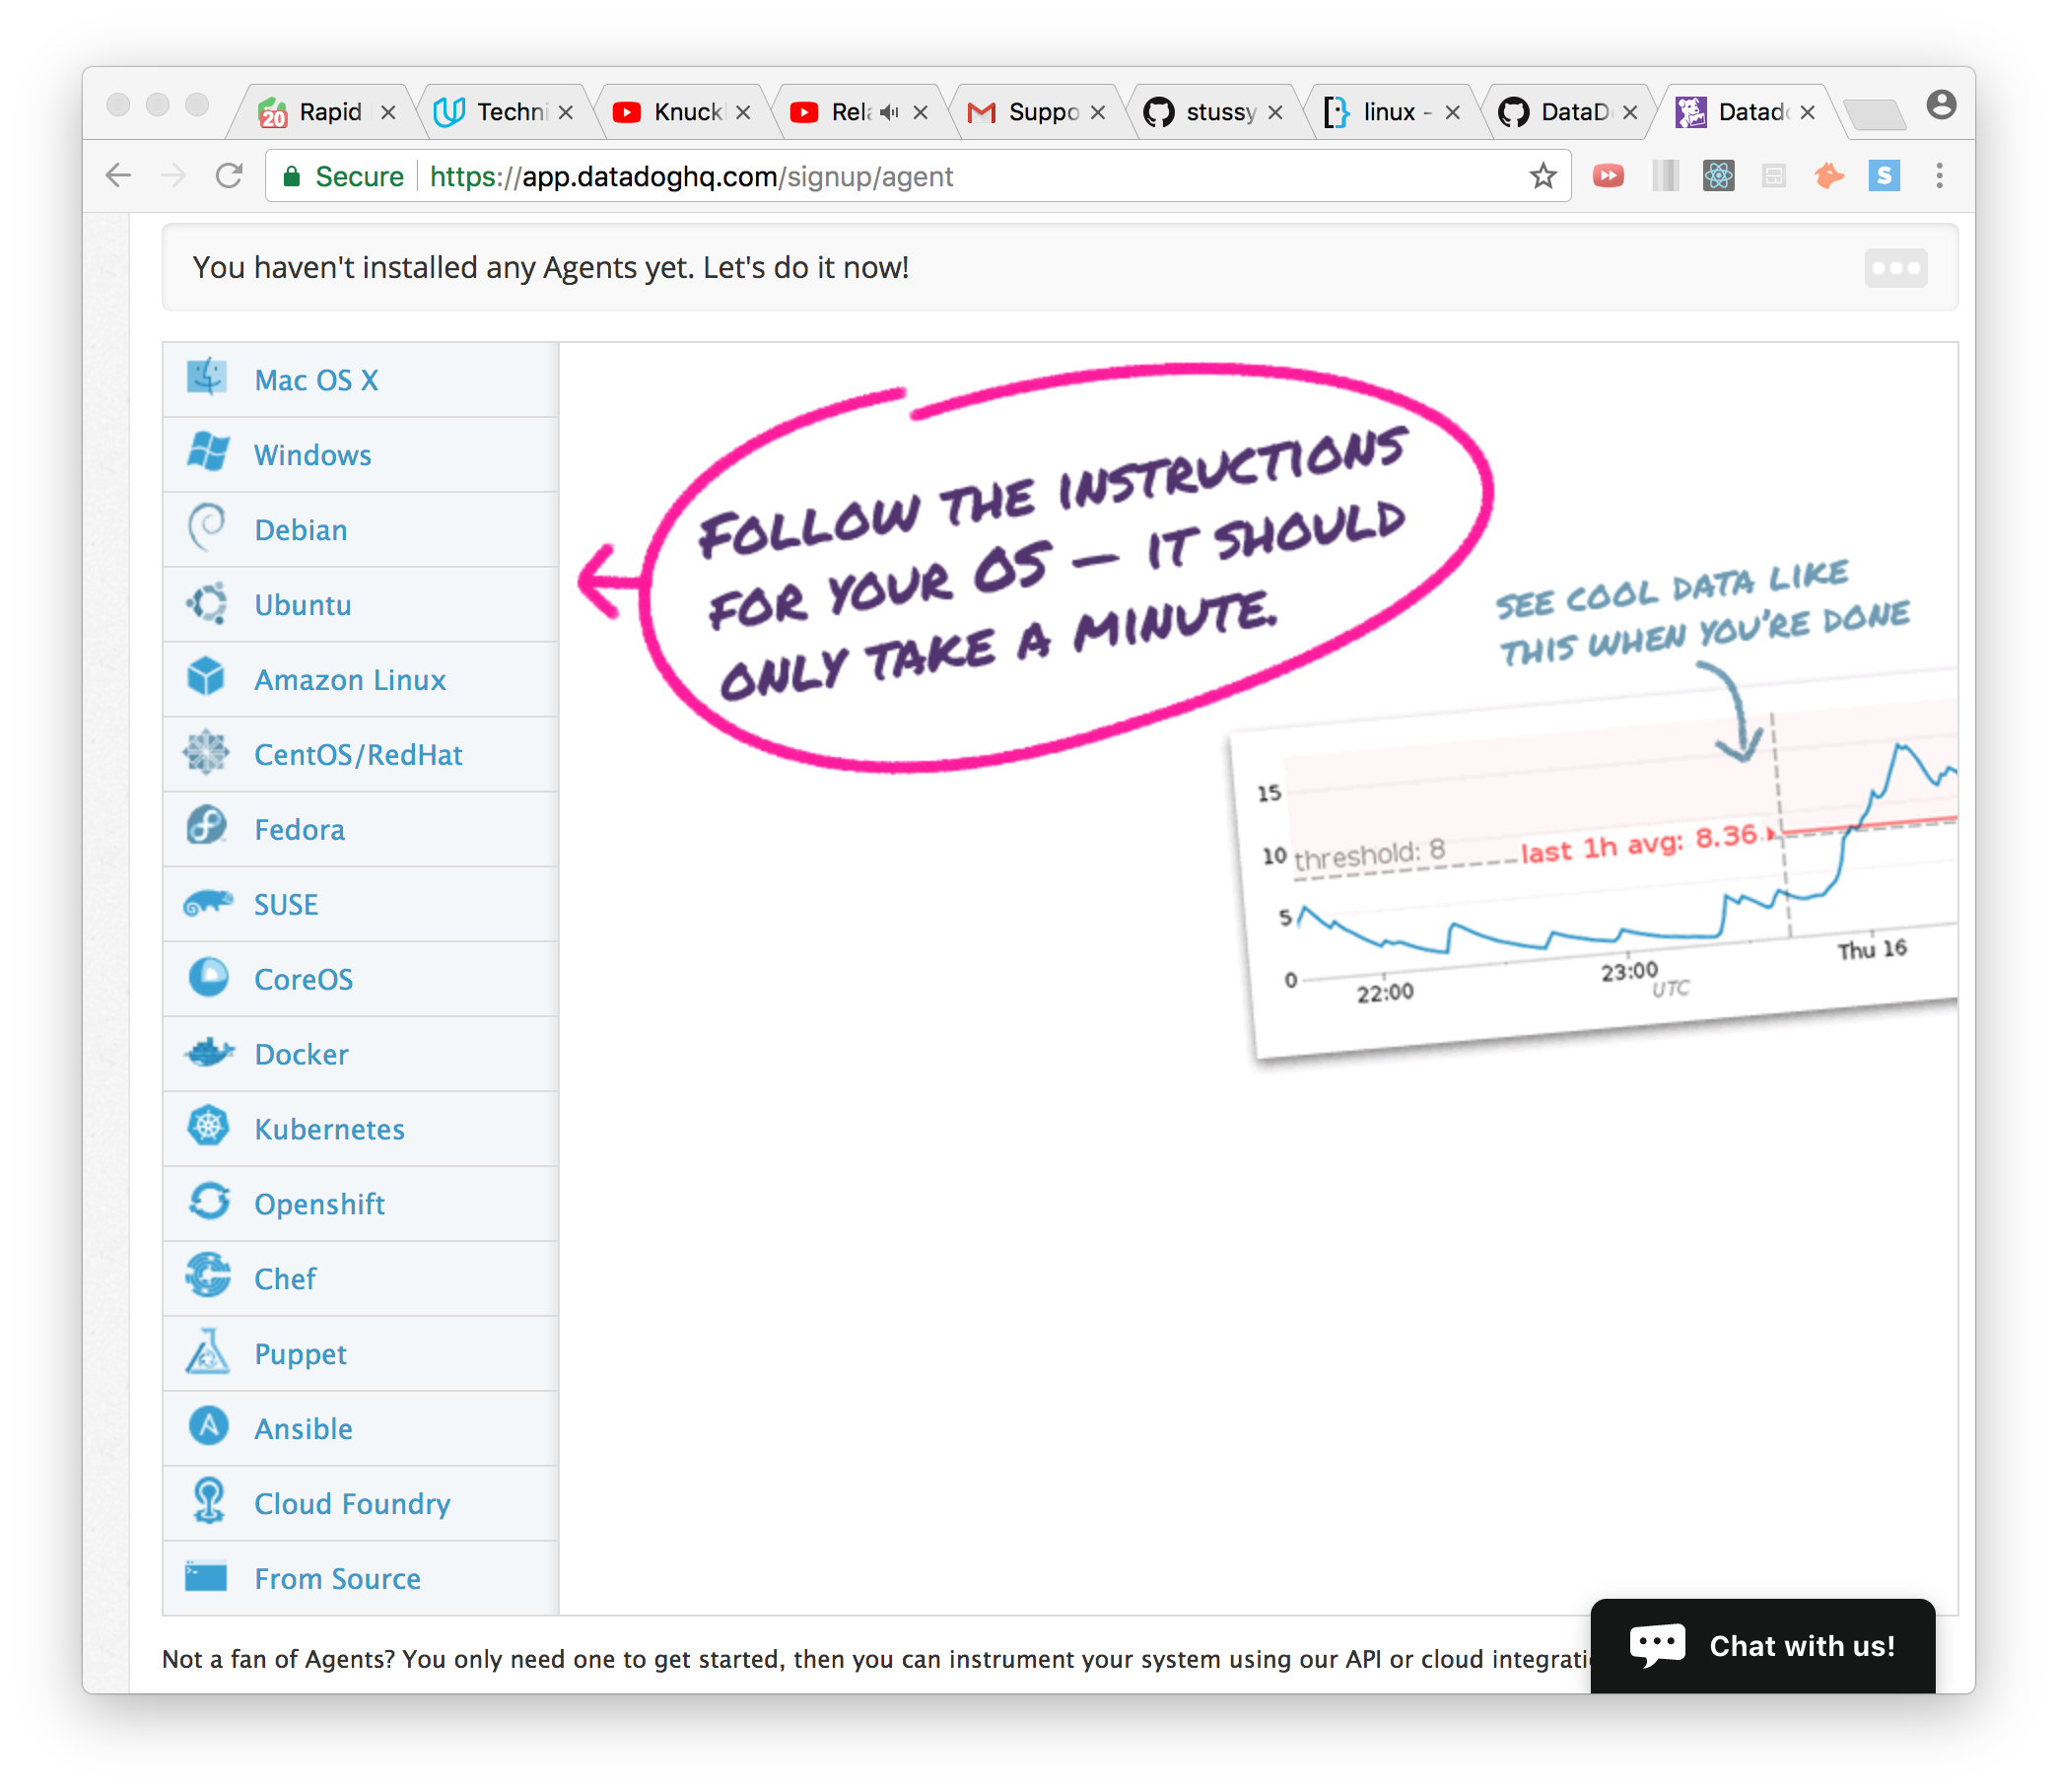 20 Rapid
Techni
Knuckl
Rela
Suppo
stussy
linux -
DataD
Datado
Secure
https://app.datadoghq.com/signup/agent
S
You haven't installed any Agents yet. Let's do it now!
Mac OS X
Windows
Debian
Ubuntu
Amazon Linux
CentOS/RedHat
Fedora
SUSE
CoreOS
Docker
Kubernetes
Openshift
Chef
Puppet
Ansible
Cloud Foundry
From Source
FOLLOW THE INSTRUCTIONS
FOR YOUR OS — IT SHOULD
ONLY TAKE A MINUTE.
SEE COOL DATA LIKE
THIS WHEN YOU'RE DONE
15
10
5
0
threshold: 8
last 1h avg: 8.36
22:00
23:00
UTC
Thu 16
Not a fan of Agents? You only need one to get started, then you can instrument your system using our API or cloud integrati
Chat with us!